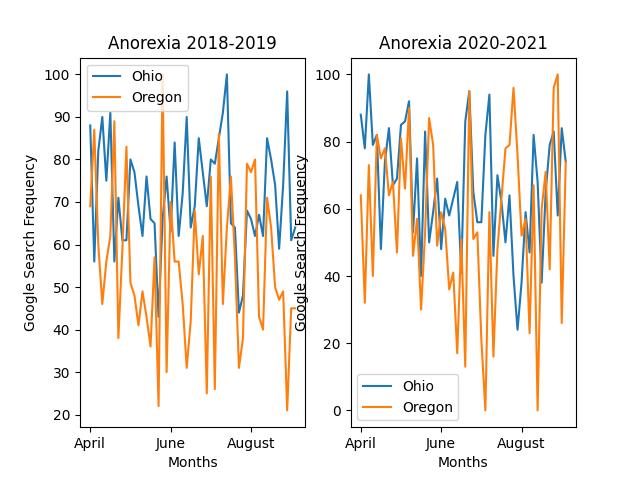 Anorexia 2018-2019
Google Search Frequency
100
90
80
70
60
50
40
30
20
Ohio
Oregon
April
June
August
Months
Anorexia 2020-2021
Google Search Frequency
100
80
60
40
20
0
Ohio
Oregon
April
June
August
Months